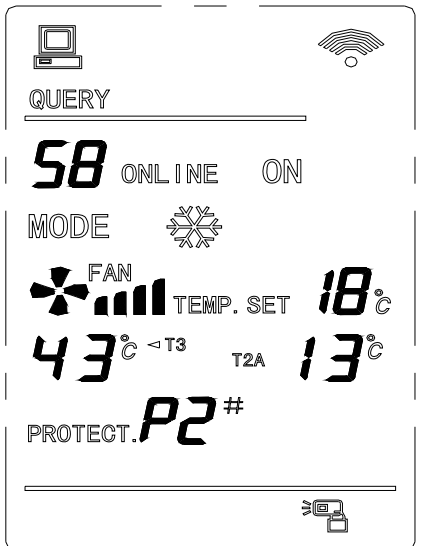 QUERY
58 ONLINE ON
MODE
FAN TEMP. SET 18°C
43°C ◁T3 T2A 13°C
PROTECT. P2#